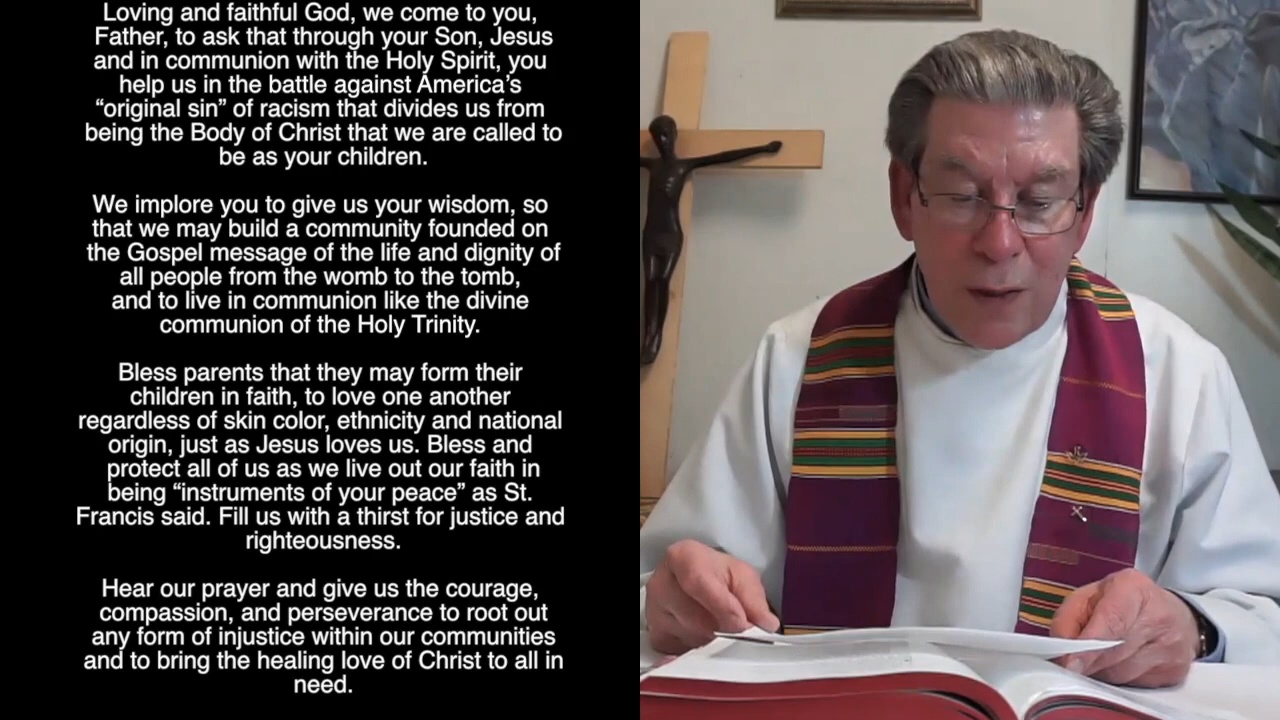 Loving and faithful God, we come to you,
Father, to ask that through your Son, Jesus
and in communion with the Holy Spirit, you
help us in the battle against America’s
“original sin” of racism that divides us from
being the Body of Christ that we are called to
be as your children.
We implore you to give us your wisdom, so
that we may build a community founded on
the Gospel message of the life and dignity of
all people from the womb to the tomb,
and to live in communion like the divine
communion of the Holy Trinity.
Bless parents that they may form their
children in faith, to love one another
regardless of skin color, ethnicity and national
origin, just as Jesus loves us. Bless and
protect all of us as we live out our faith in
being “instruments of your peace” as St.
Francis said. Fill us with a thirst for justice and
righteousness.
Hear our prayer and give us the courage,
compassion, and perseverance to root out
any form of injustice within our communities
and to bring the healing love of Christ to all in
need.